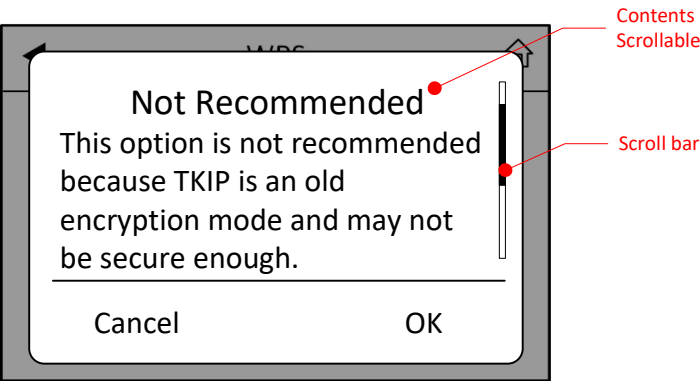 Contents
Scrollable
WPS
Not Recommended
This option is not recommended
because TKIP is an old
encryption mode and may not
be secure enough.
Scroll bar
Cancel OK